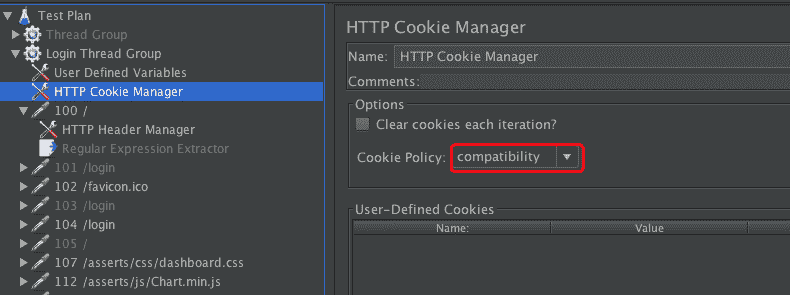 Test Plan
Thread Group
Login Thread Group
User Defined Variables
HTTP Cookie Manager
100 /
HTTP Header Manager
Regular Expression Extractor
101 /login
102 /favicon.ico
103 /login
104 /login
105 /
107 /asserts/css/dashboard.css
112 /asserts/js/Chart.min.js
HTTP Cookie Manager
Name: HTTP Cookie Manager
Comments:
Options
Clear cookies each iteration?
Cookie Policy: compatibility
User-Defined Cookies
Name: Value